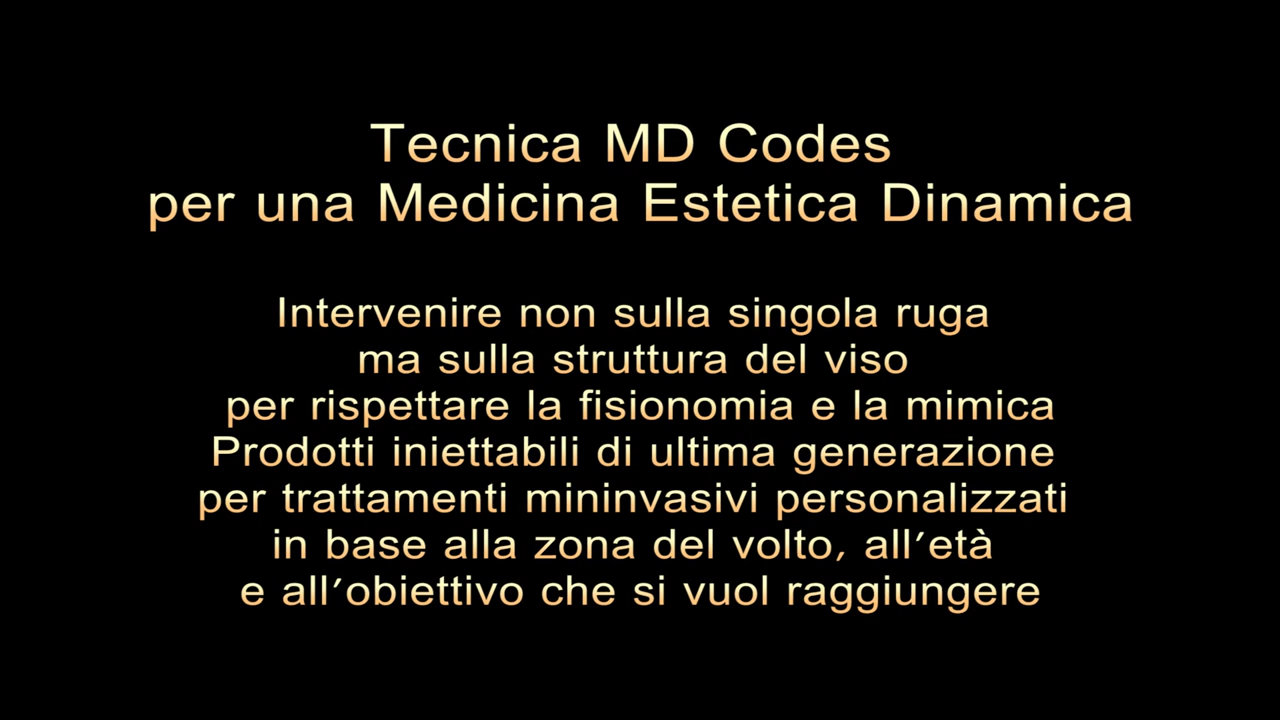 Tecnica MD Codes
per una Medicina Estetica Dinamica
Intervenire non sulla singola ruga
ma sulla struttura del viso
per rispettare la fisionomia e la mimica
Prodotti iniettabili di ultima generazione
per trattamenti mininvasivi personalizzati
in base alla zona del volto, all’età
e all’obiettivo che si vuol raggiungere